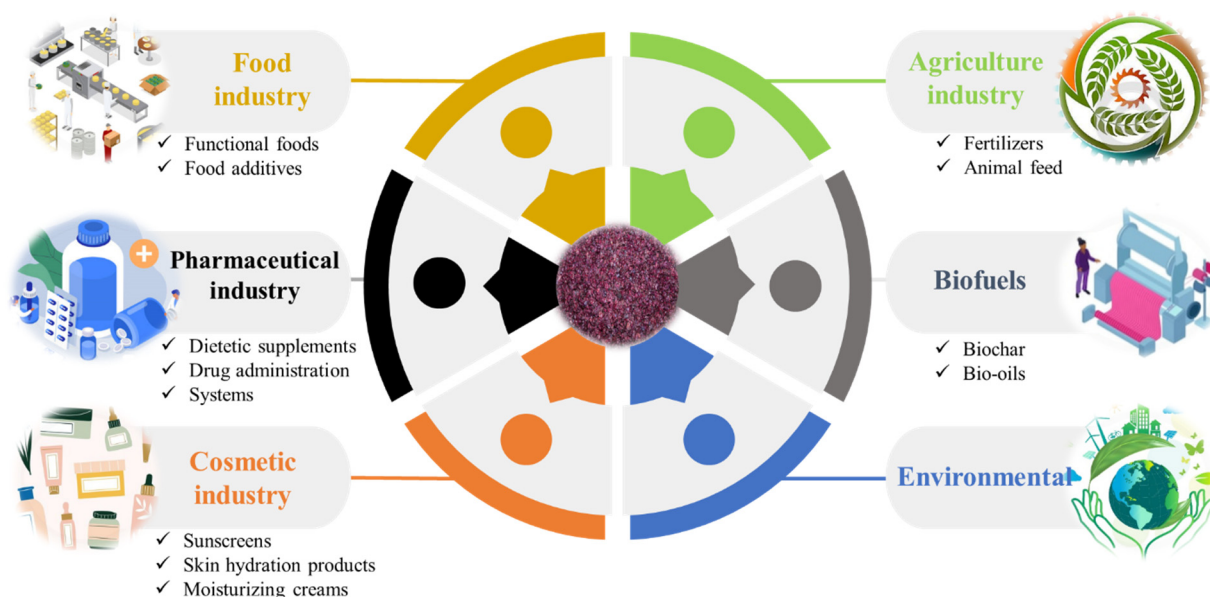 Food
industry
✓ Functional foods
✓ Food additives
Pharmaceutical
industry
✓ Dietetic supplements
✓ Drug administration
✓ Systems
Cosmetic
industry
✓ Sunscreens
✓ Skin hydration products
✓ Moisturizing creams
Agriculture
industry
✓ Fertilizers
✓ Animal feed
Biofuels
✓ Biochar
✓ Bio-oils
Environmental